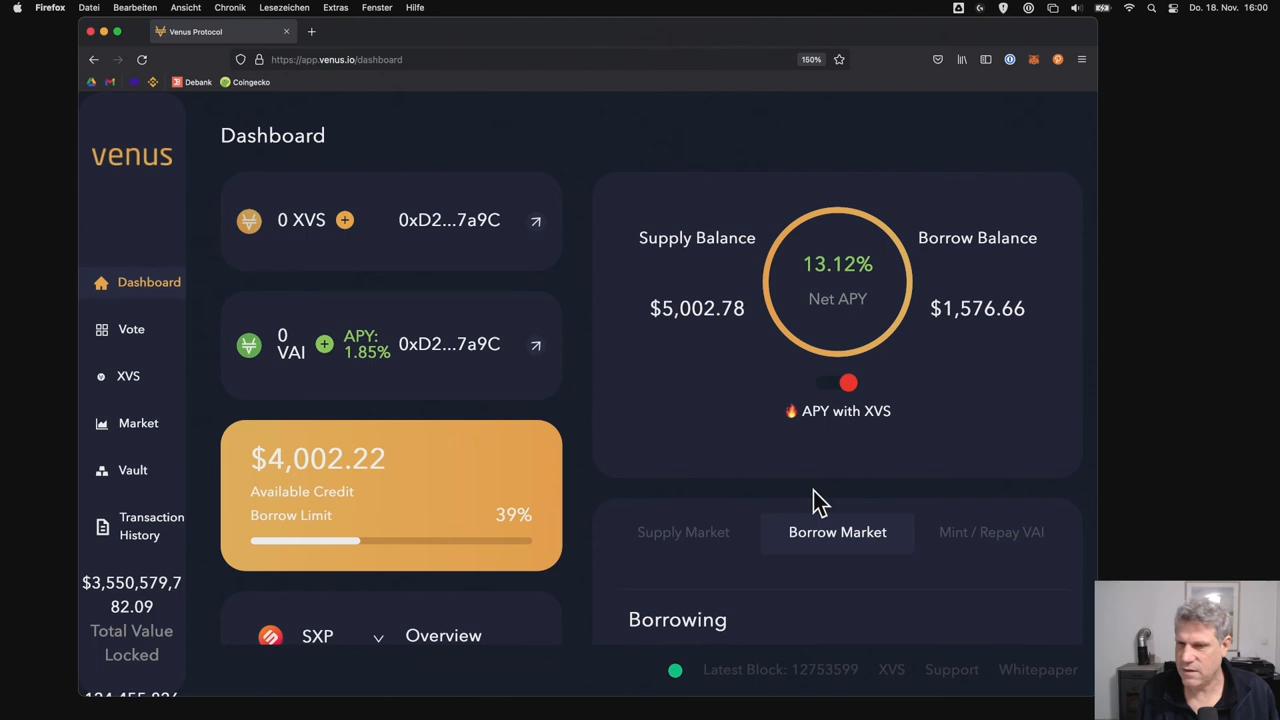 Firefox Datei Bearbeiten Ansicht Chronik Lesezeichen Extras Fenster Hilfe Do. 18. Nov. 16:00
Venus Protocol
https://app.venus.io/dashboard 150%
Debank Coingecko
venus
Dashboard
Vote
XVS
Market
Vault
Transaction
History
$3,550,579,7
82.09
Total Value
Locked
Dashboard
0 XVS 0xD2...7a9C
0
VAI
APY:
1.85%
0xD2...7a9C
$4,002.22
Available Credit
Borrow Limit 39%
SXP Overview
Supply Balance
$5,002.78
13.12%
Net APY
Borrow Balance
$1,576.66
APY with XVS
Supply Market Borrow Market Mint / Repay VAI
Borrowing
Latest Block: 12753599 XVS Support Whitepaper